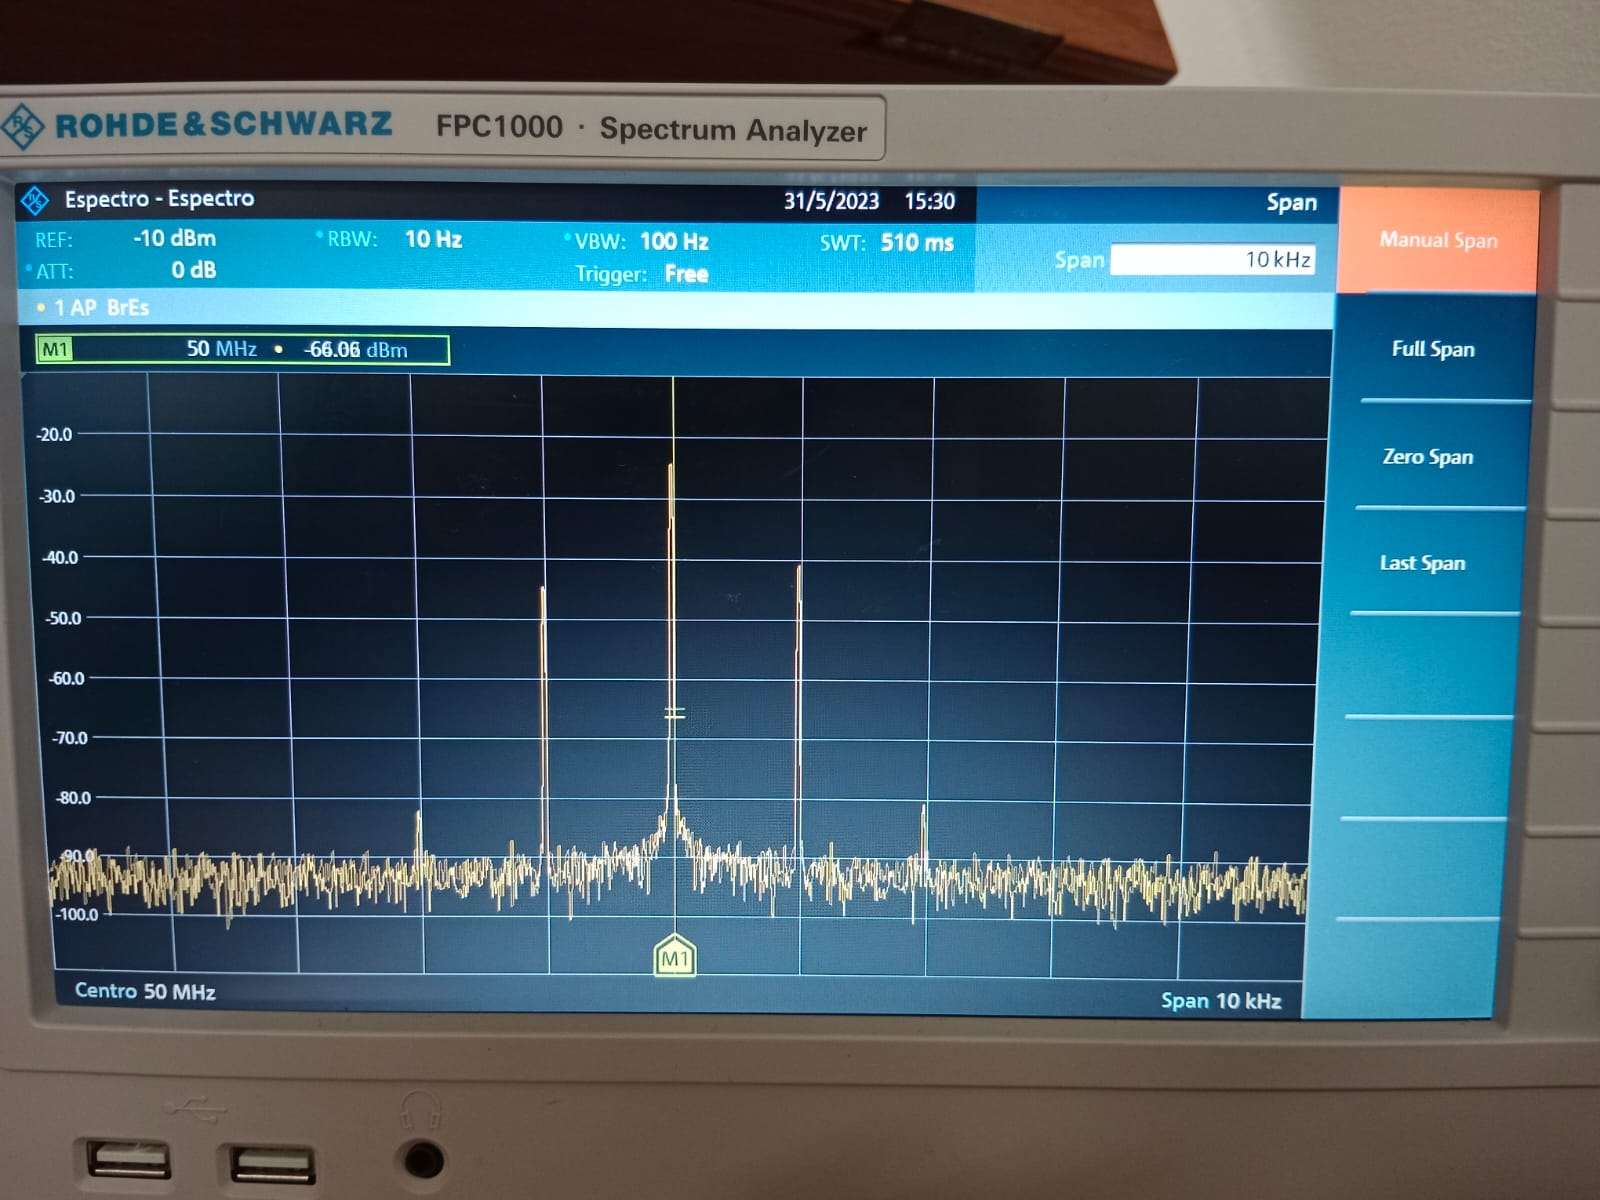 ROHDE & SCHWARZ FPC1000 · Spectrum Analyzer
Espectro - Espectro 31/5/2023 15:30 Span
REF: -10 dBm RBW: 10 Hz VBW: 100 Hz SWT: 510 ms
ATT: 0 dB Trigger: Free
Span 10 kHz
1 AP BrEs
M1 50 MHz • -66.06 dBm
-20.0
-30.0
-40.0
-50.0
-60.0
-70.0
-80.0
-90.0
-100.0
M1
Centro 50 MHz Span 10 kHz
Manual Span
Full Span
Zero Span
Last Span